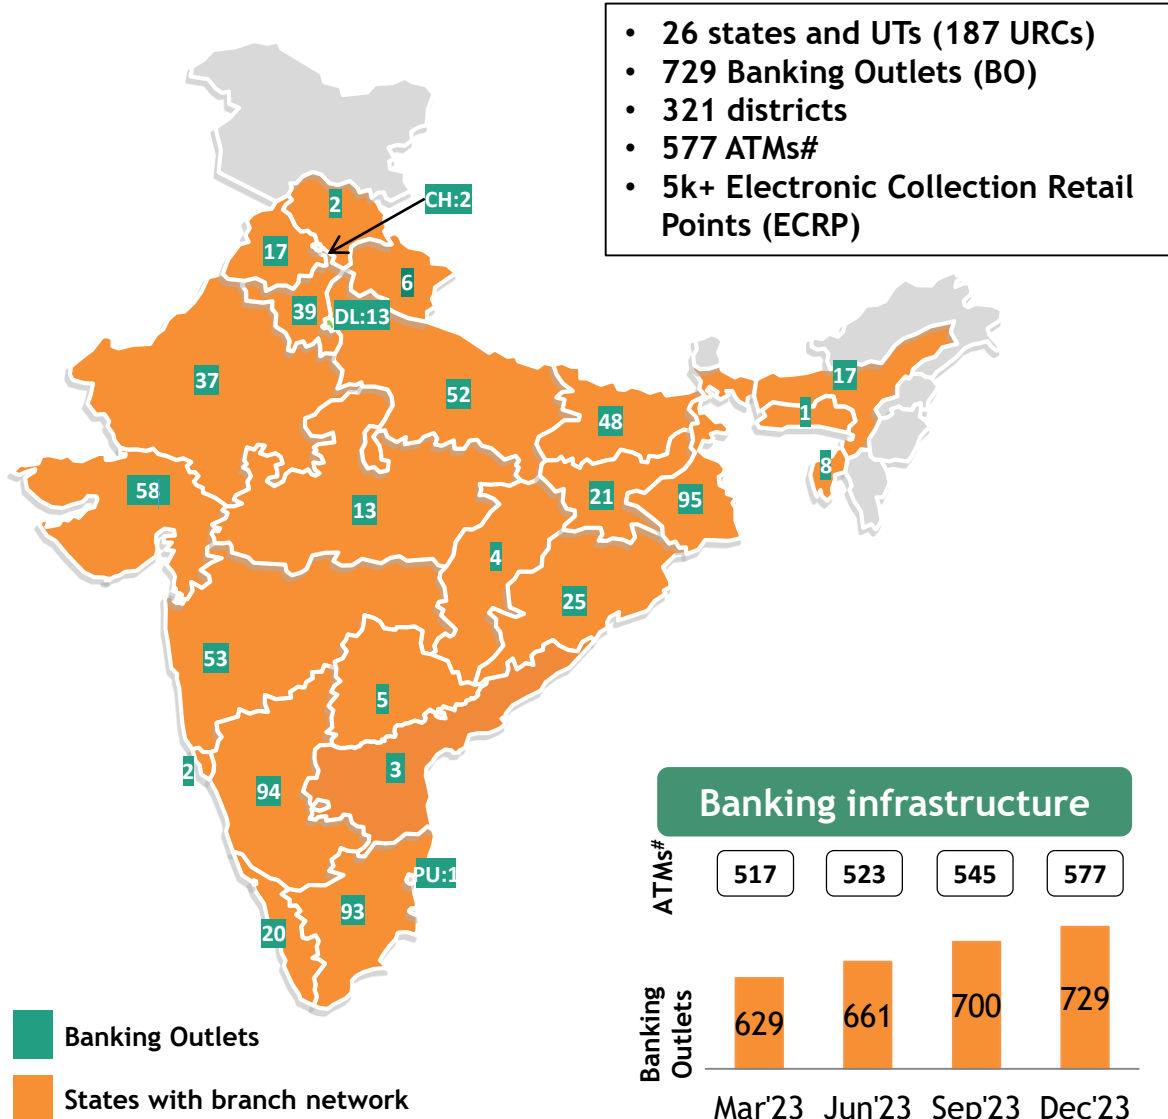 • 26 states and UTs (187 URCs)
• 729 Banking Outlets (BO)
• 321 districts
• 577 ATMs#
• 5k+ Electronic Collection Retail
Points (ECRP)
2
CH:2
17
6
39
DL:13
37
52
17
48
1
8
58
13
21
95
4
25
53
5
2
94
3
PU:1
93
20
Banking Outlets
States with branch network
Banking infrastructure
ATMs#
517 523 545 577
Banking
Outlets
629 661 700 729
Mar'23 Jun'23 Sep'23 Dec'23